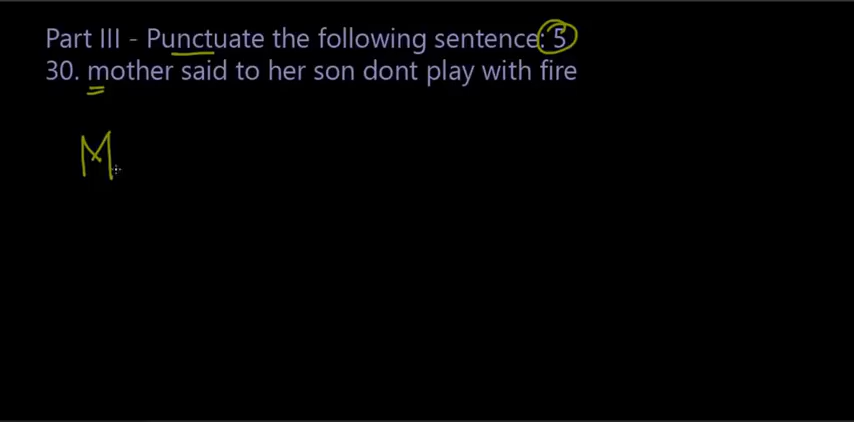 Part III - Punctuate the following sentence: 5
30. mother said to her son dont play with fire
M